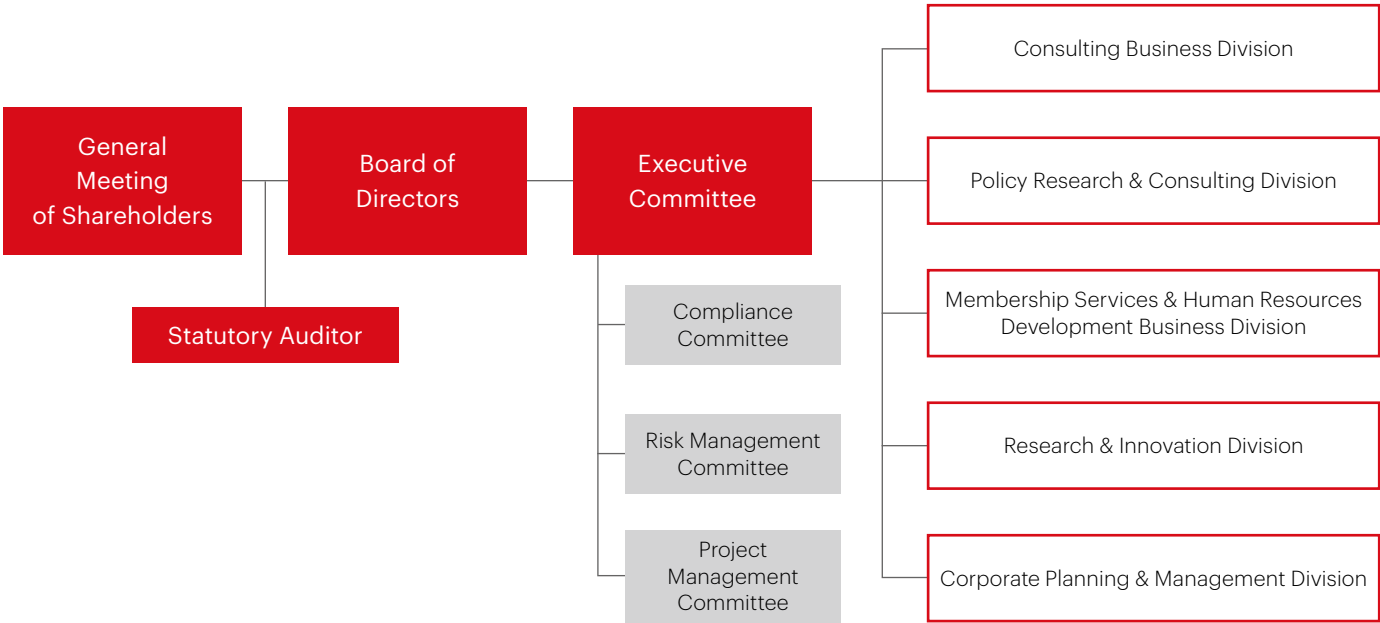 General
Meeting
of Shareholders
Statutory Auditor
Board of
Directors
Executive
Committee
Compliance
Committee
Risk Management
Committee
Project
Management
Committee
Consulting Business Division
Policy Research & Consulting Division
Membership Services & Human Resources
Development Business Division
Research & Innovation Division
Corporate Planning & Management Division